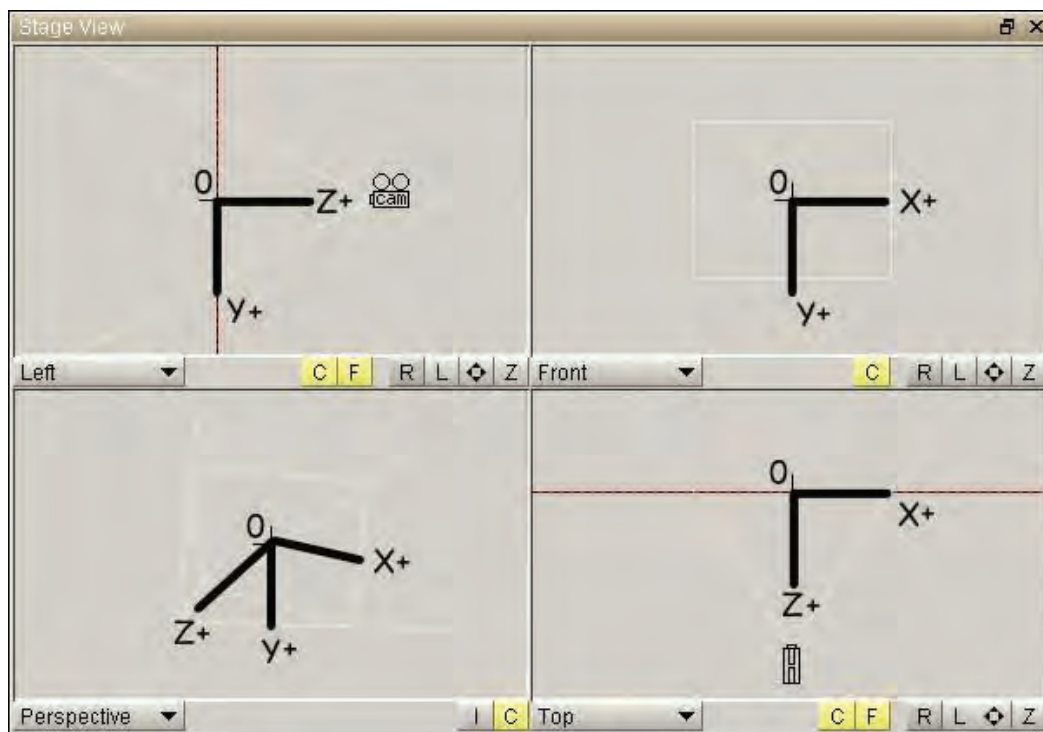 Stage View
0
Z+
cam
Y+
0
X+
Y+
Left C F R L Z
Front C R L Z
0
X+
Z+
Y+
0
X+
Z+
Perspective I C
Top C F R L Z